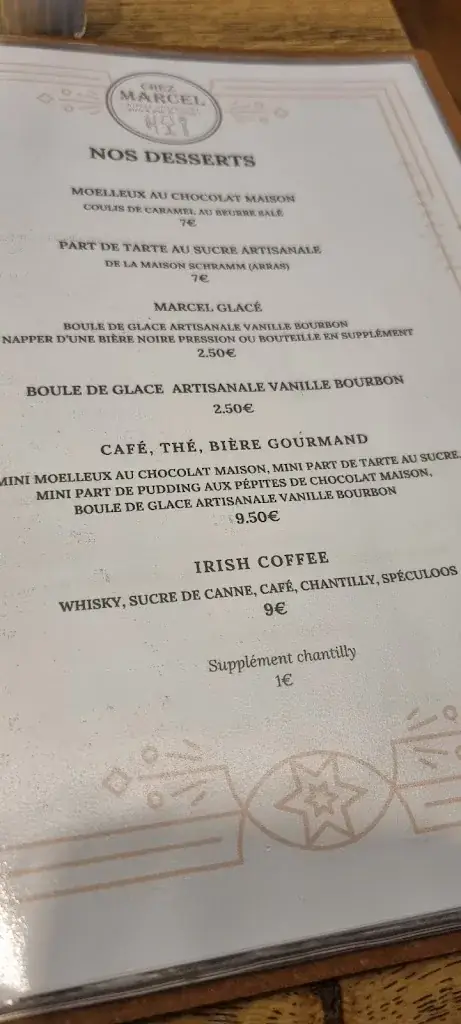 CHEZ
MARCEL
NOS DESSERTS
MOELLEUX AU CHOCOLAT MAISON
COULIS DE CARAMEL AU BEURRE SALÉ
7€
PART DE TARTE AU SUCRE ARTISANALE
DE LA MAISON SCHRAMM (ARRAS)
7€
MARCEL GLACÉ
BOULE DE GLACE ARTISANALE VANILLE BOURBON
NAPPER D'UNE BIÈRE NOIRE PRESSION OU BOUTEILLE EN SUPPLÉMENT
2.50€
BOULE DE GLACE ARTISANALE VANILLE BOURBON
2.50€
CAFÉ, THÉ, BIÈRE GOURMAND
MINI MOELLEUX AU CHOCOLAT MAISON, MINI PART DE TARTE AU SUCRE,
MINI PART DE PUDDING AUX PÉPITES DE CHOCOLAT MAISON,
BOULE DE GLACE ARTISANALE VANILLE BOURBON
9.50€
IRISH COFFEE
WHISKY, SUCRE DE CANNE, CAFÉ, CHANTILLY, SPÉCULOOS
9€
Supplément chantilly
1€